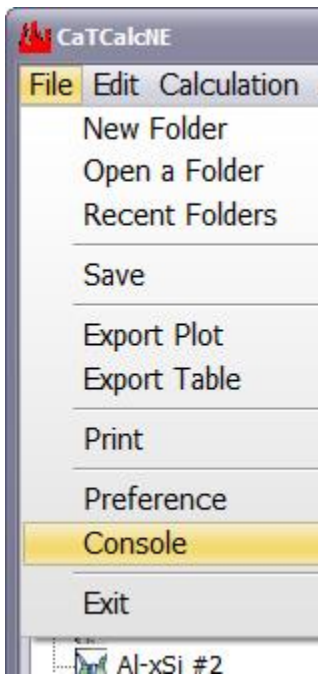 CaTCalcNE
File Edit Calculation
New Folder
Open a Folder
Recent Folders
Save
Export Plot
Export Table
Print
Preference
Console
Exit
Al-xSi #2